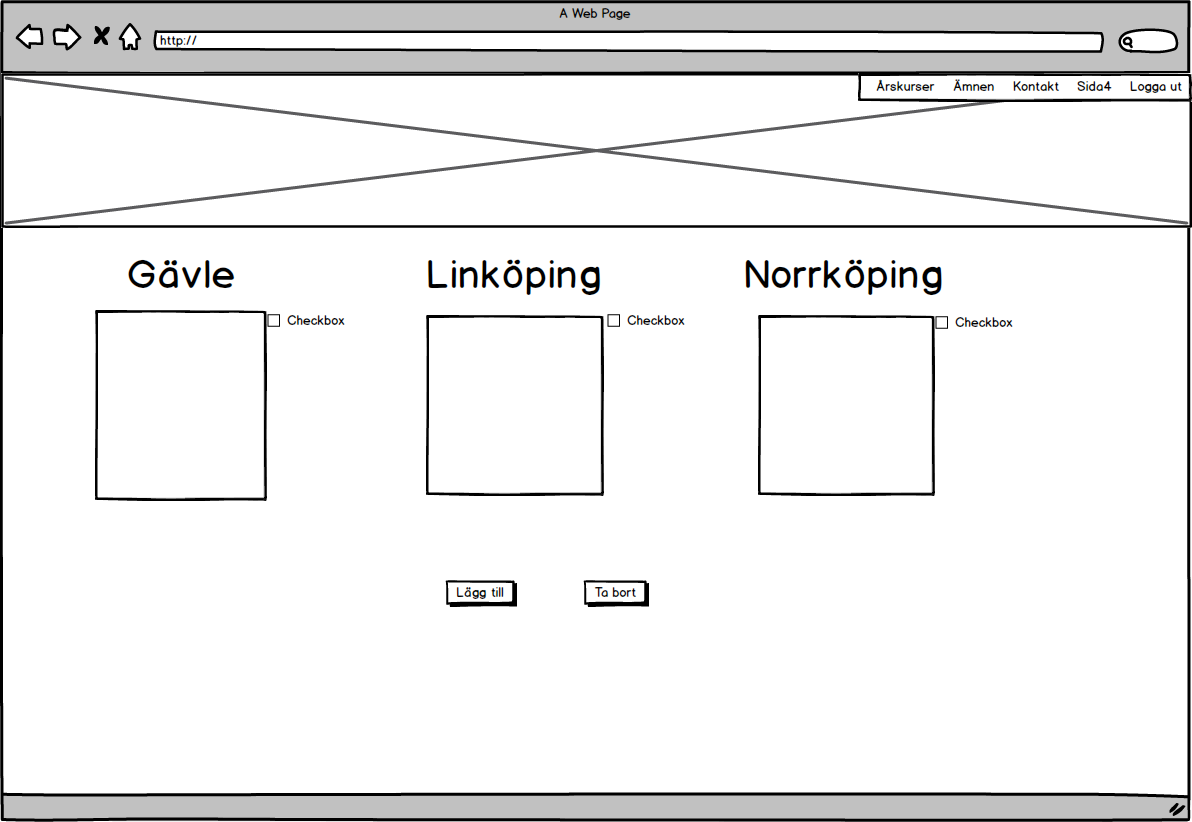 A Web Page
http://
Årskurser Ämnen Kontakt Sida4 Logga ut
Gävle Linköping Norrköping
Checkbox Checkbox Checkbox
Lägg till Ta bort